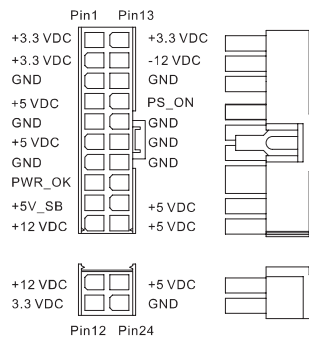 Pin1 Pin13
+3.3 VDC +3.3 VDC
+3.3 VDC -12 VDC
GND GND
+5 VDC PS_ON
GND GND
+5 VDC GND
GND GND
PWR_OK
+5V_SB +5 VDC
+12 VDC +5 VDC
+12 VDC +5 VDC
3.3 VDC GND
Pin12 Pin24